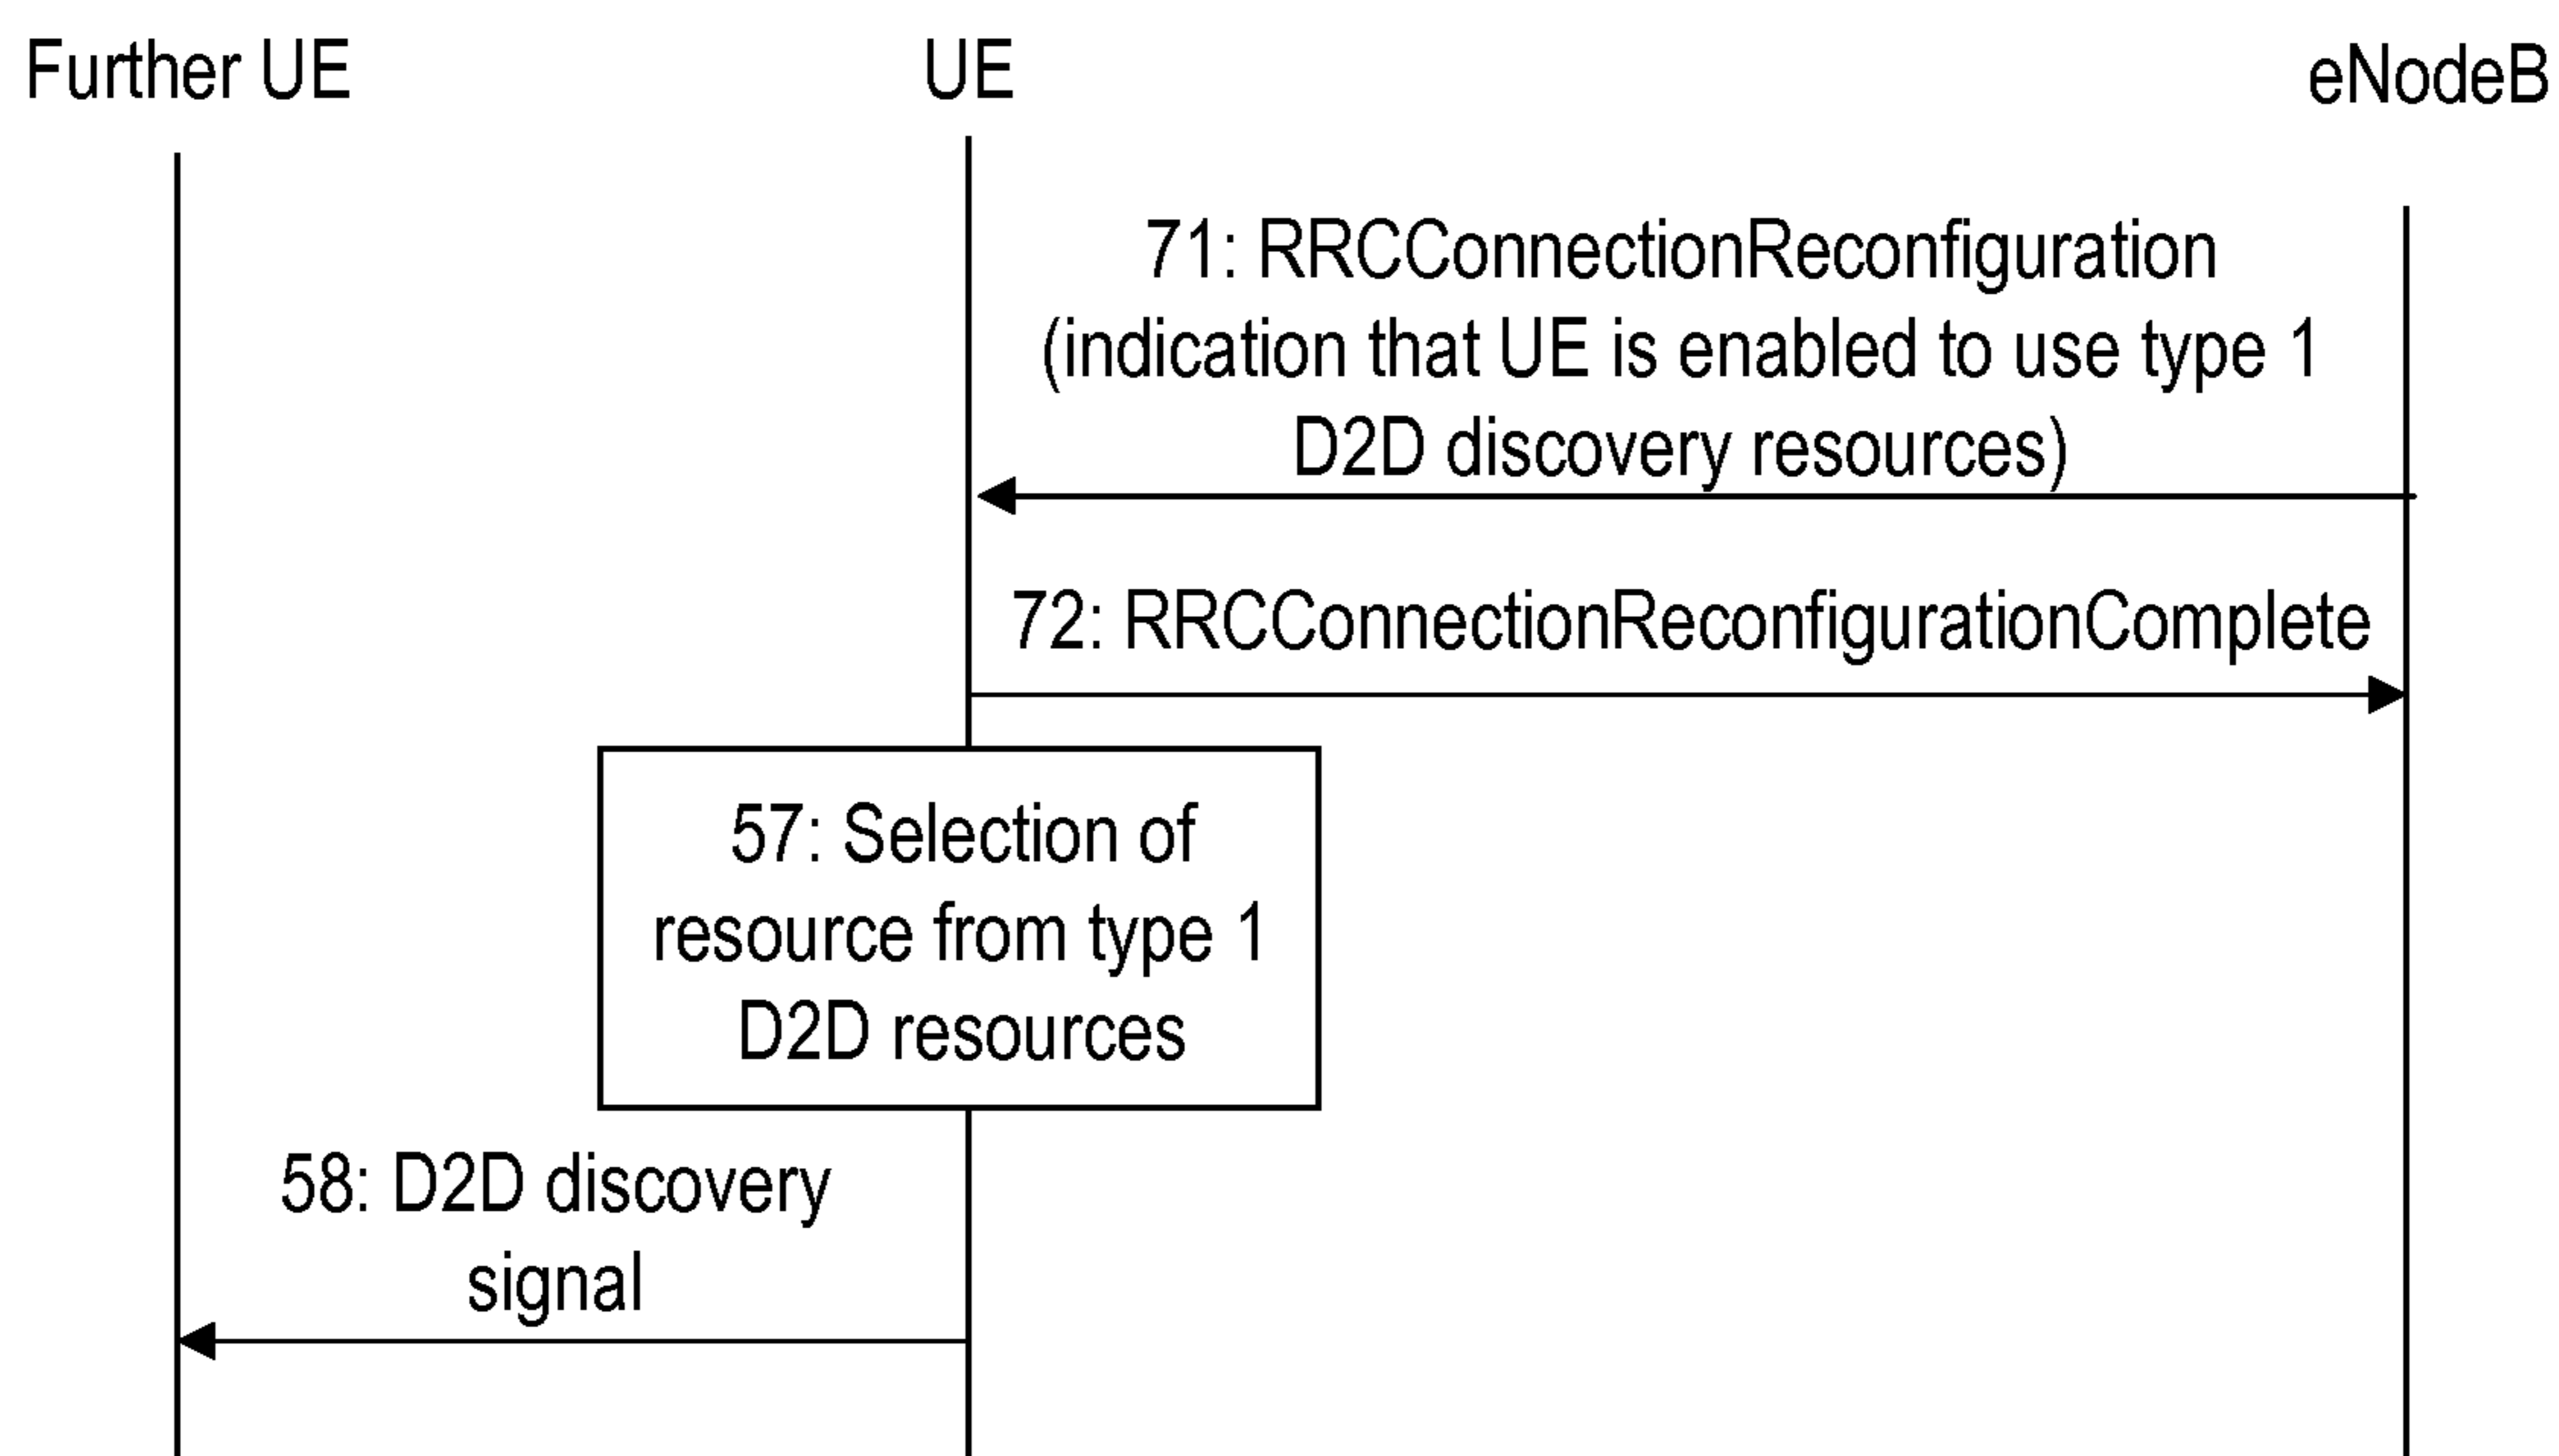 Further UE
UE
eNodeB
71: RRCConnectionReconfiguration
(indication that UE is enabled to use type 1
D2D discovery resources)
72: RRCConnectionReconfigurationComplete
57: Selection of
resource from type 1
D2D resources
58: D2D discovery
signal